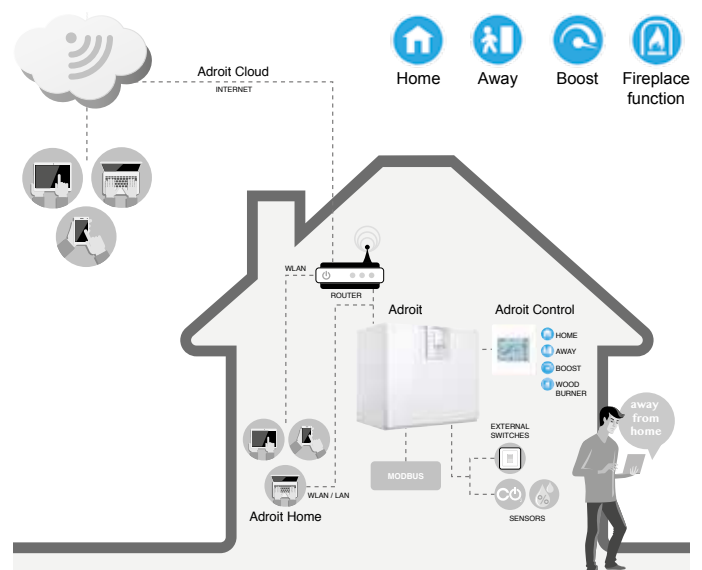 Adroit Cloud
INTERNET
Home
Away
Boost
Fireplace
function
WLAN
ROUTER
Adroit
Adroit Control
HOME
AWAY
BOOST
WOOD
BURNER
EXTERNAL
SWITCHES
MODBUS
SENSORS
WLAN / LAN
Adroit Home
away
from
home